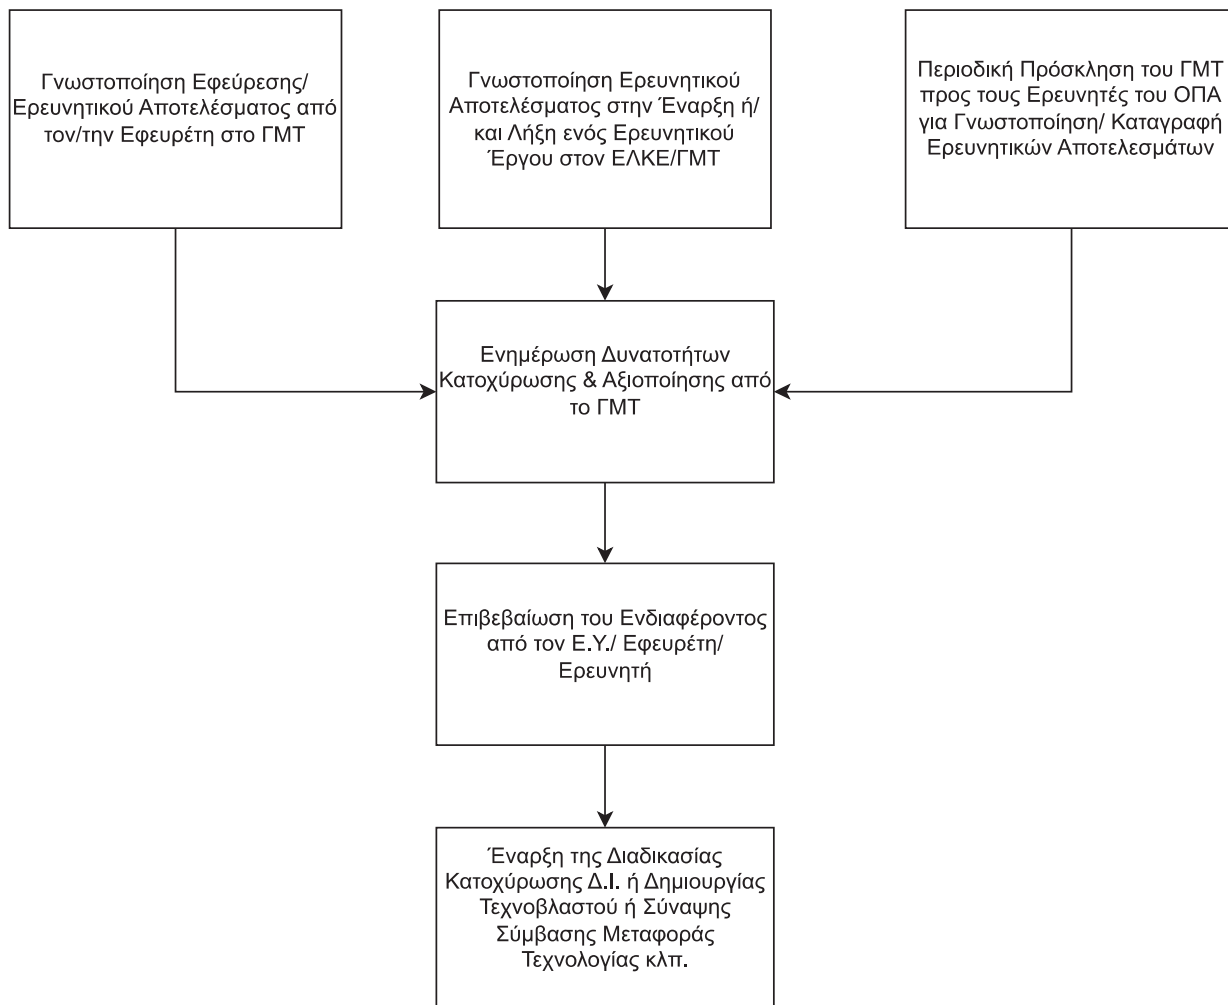 Γνωστοποίηση Εφεύρεσης/
Ερευνητικού Αποτελέσματος από
τον/την Εφευρέτη στο ΓΜΤ
Γνωστοποίηση Ερευνητικού
Αποτελέσματος στην Έναρξη ή/
και Λήξη ενός Ερευνητικού
Έργου στον ΕΛΚΕ/ΓΜΤ
Περιοδική Πρόσκληση του ΓΜΤ
προς τους Ερευνητές του ΟΠΑ
για Γνωστοποίηση/ Καταγραφή
Ερευνητικών Αποτελεσμάτων
Ενημέρωση Δυνατοτήτων
Κατοχύρωσης & Αξιοποίησης από
το ΓΜΤ
Επιβεβαίωση του Ενδιαφέροντος
από τον Ε.Υ./ Εφευρέτη/
Ερευνητή
Έναρξη της Διαδικασίας
Κατοχύρωσης Δ.Ι. ή Δημιουργίας
Τεχνοβλαστού ή Σύναψης
Σύμβασης Μεταφοράς
Τεχνολογίας κλπ.